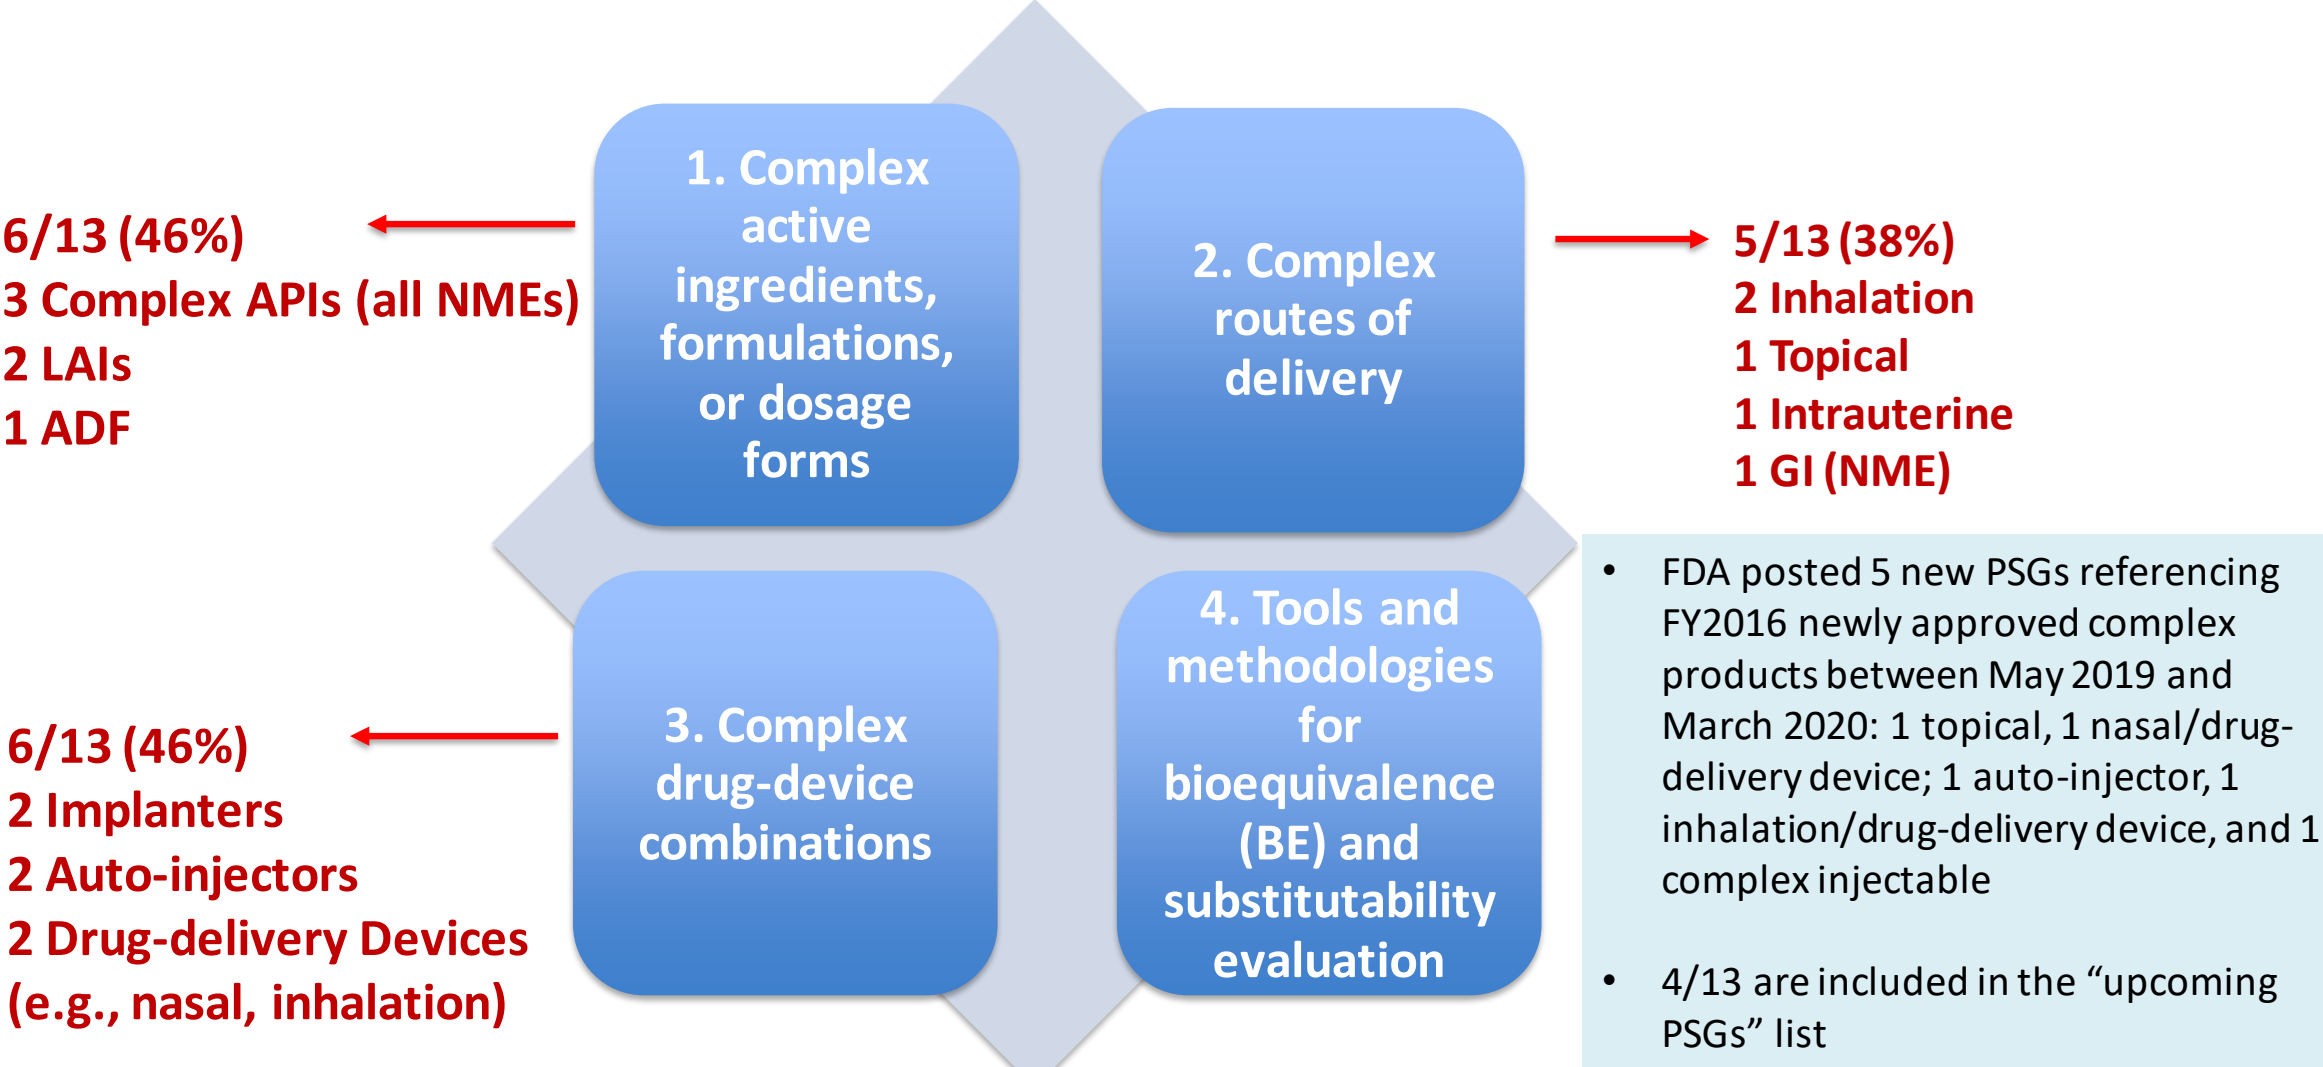 1. Complex
active
ingredients,
formulations,
or dosage
forms
6/13 (46%)
3 Complex APIs (all NMEs)
2 LAIs
1 ADF
2. Complex
routes of
delivery
5/13 (38%)
2 Inhalation
1 Topical
1 Intrauterine
1 GI (NME)
3. Complex
drug-device
combinations
6/13 (46%)
2 Implanters
2 Auto-injectors
2 Drug-delivery Devices
(e.g., nasal, inhalation)
4. Tools and
methodologies
for
bioequivalence
(BE) and
substitutability
evaluation
• FDA posted 5 new PSGs referencing
FY2016 newly approved complex
products between May 2019 and
March 2020: 1 topical, 1 nasal/drug-
delivery device; 1 auto-injector, 1
inhalation/drug-delivery device, and 1
complex injectable
• 4/13 are included in the “upcoming
PSGs” list